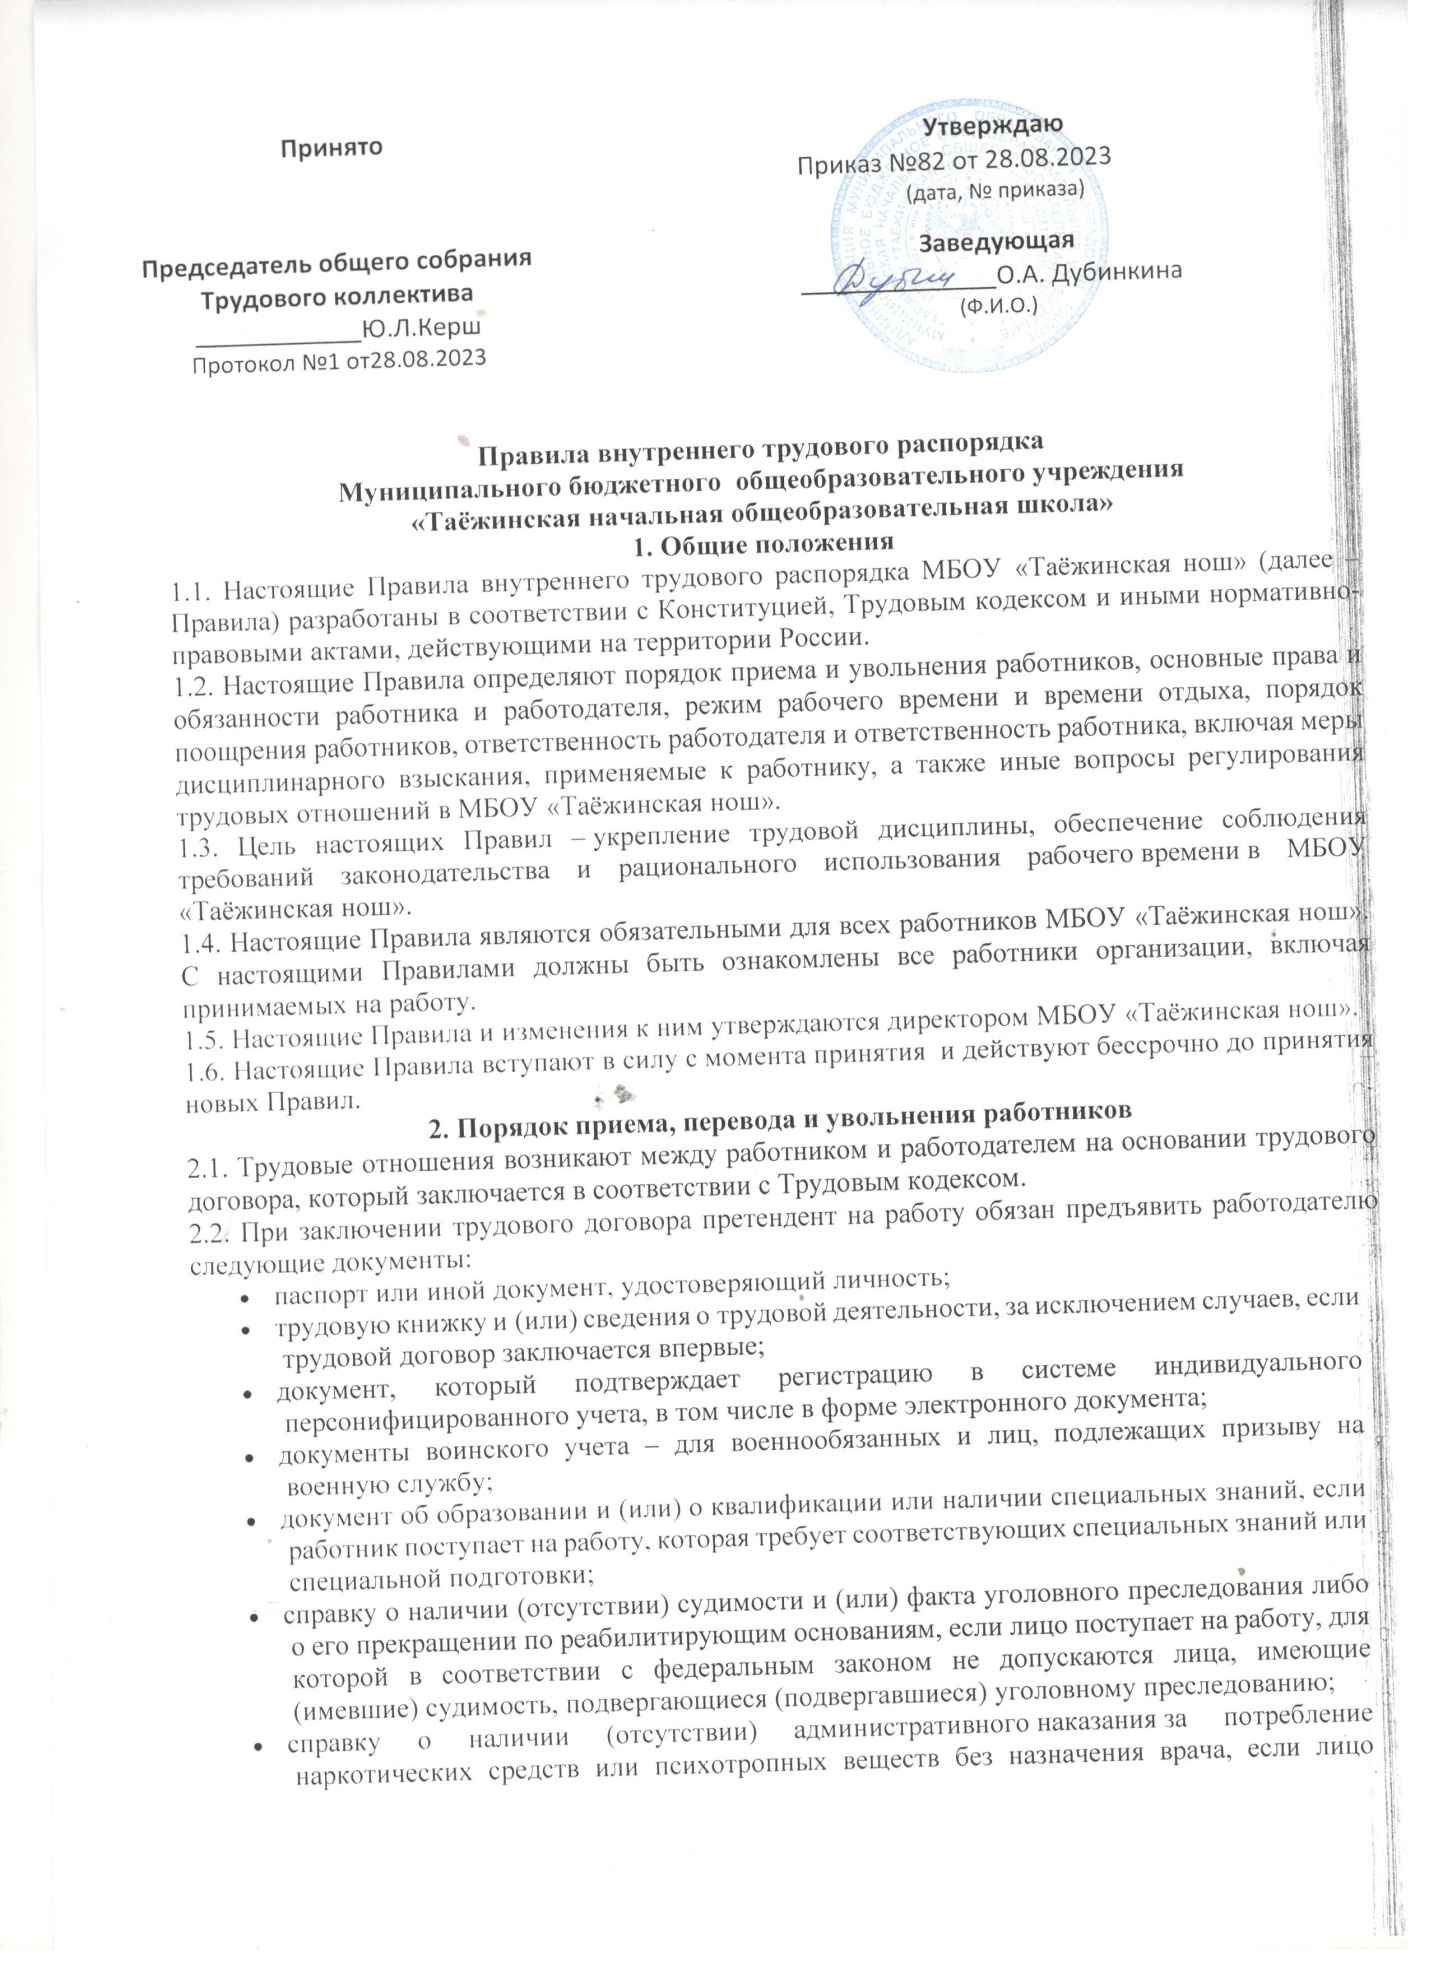 Принято
Председатель общего собрания
Трудового коллектива
____________Ю.Л.Керш
Протокол №1 от28.08.2023
Утверждаю
Приказ №82 от 28.08.2023
(дата, № приказа)
Заведующая
______________О.А. Дубинкина
(Ф.И.О.)
Правила внутреннего трудового распорядка
Муниципального бюджетного общеобразовательного учреждения
«Таёжинская начальная общеобразовательная школа»
1. Общие положения
1.1. Настоящие Правила внутреннего трудового распорядка МБОУ «Таёжинская нош» (далее –
Правила) разработаны в соответствии с Конституцией, Трудовым кодексом и иными нормативно-
правовыми актами, действующими на территории России.
1.2. Настоящие Правила определяют порядок приема и увольнения работников, основные права и
обязанности работника и работодателя, режим рабочего времени и времени отдыха, порядок
поощрения работников, ответственность работодателя и ответственность работника, включая меры
дисциплинарного взыскания, применяемые к работнику, а также иные вопросы регулирования
трудовых отношений в МБОУ «Таёжинская нош».
1.3. Цель настоящих Правил – укрепление трудовой дисциплины, обеспечение соблюдения
требований законодательства и рационального использования рабочего времени в МБОУ
«Таёжинская нош».
1.4. Настоящие Правила являются обязательными для всех работников МБОУ «Таёжинская нош».
С настоящими Правилами должны быть ознакомлены все работники организации, включая
принимаемых на работу.
1.5. Настоящие Правила и изменения к ним утверждаются директором МБОУ «Таёжинская нош».
1.6. Настоящие Правила вступают в силу с момента принятия и действуют бессрочно до принятия
новых Правил.
2. Порядок приема, перевода и увольнения работников
2.1. Трудовые отношения возникают между работником и работодателем на основании трудового
договора, который заключается в соответствии с Трудовым кодексом.
2.2. При заключении трудового договора претендент на работу обязан предъявить работодателю
следующие документы:
• паспорт или иной документ, удостоверяющий личность;
• трудовую книжку и (или) сведения о трудовой деятельности, за исключением случаев, если
трудовой договор заключается впервые;
• документ, который подтверждает регистрацию в системе индивидуального
персонифицированного учета, в том числе в форме электронного документа;
• документы воинского учета – для военнообязанных и лиц, подлежащих призыву на
военную службу;
• документ об образовании и (или) о квалификации или наличии специальных знаний, если
работник поступает на работу, которая требует соответствующих специальных знаний или
специальной подготовки;
• справку о наличии (отсутствии) судимости и (или) факта уголовного преследования либо
о его прекращении по реабилитирующим основаниям, если лицо поступает на работу, для
которой в соответствии с федеральным законом не допускаются лица, имеющие
(имевшие) судимость, подвергающиеся (подвергавшиеся) уголовному преследованию;
• справку о наличии (отсутствии) административного наказания за потребление
наркотических средств или психотропных веществ без назначения врача, если лицо